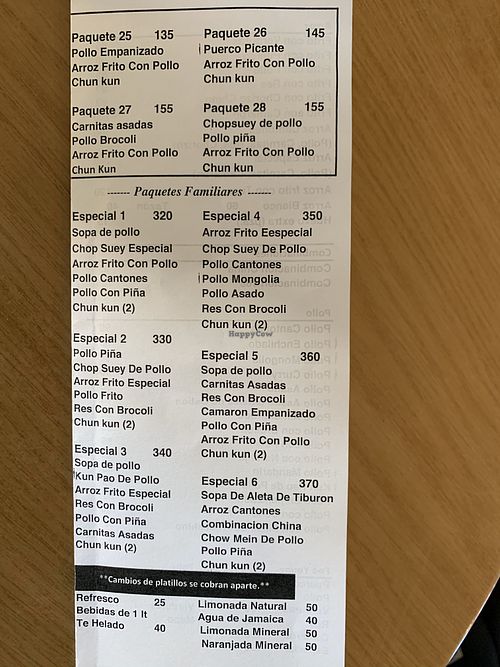 Paquete 25 135
Pollo Empanizado
Arroz Frito Con Pollo
Chun kun
Paquete 26 145
Puerco Picante
Arroz Frito Con Pollo
Chun kun
Paquete 27 155
Carnitas asadas
Pollo Brocoli
Arroz Frito Con Pollo
Chun Kun
Paquete 28 155
Chopsuey de pollo
Pollo piña
Arroz Frito Con Pollo
Chun kun
------- Paquetes Familiares -------
Especial 1 320
Sopa de pollo
Chop Suey Especial
Arroz Frito Con Pollo
Pollo Cantones
Pollo Con Piña
Chun kun (2)
Especial 2 330
Pollo Piña
Chop Suey De Pollo
Arroz Frito Especial
Pollo Frito
Res Con Brocoli
Chun kun (2)
Especial 3 340
Sopa de pollo
Kun Pao De Pollo
Arroz Frito Especial
Res Con Brocoli
Pollo Con Piña
Carnitas Asadas
Chun kun (2)
Especial 4 350
Arroz Frito Eespecial
Chop Suey De Pollo
Pollo Cantones
Pollo Mongolia
Pollo Asado
Res Con Brocoli
Chun kun (2)
HappyCow
Especial 5 360
Sopa de pollo
Carnitas Asadas
Res Con Brocoli
Camaron Empanizado
Pollo Con Piña
Arroz Frito Con Pollo
Chun kun (2)
Especial 6 370
Sopa De Aleta De Tiburon
Arroz Cantones
Combinacion China
Chow Mein De Pollo
Pollo Piña
Chun kun (2)
**Cambios de platillos se cobran aparte.**
Refresco 25
Bebidas de 1 lt
Te Helado 40
Limonada Natural 50
Agua de Jamaica 40
Limonada Mineral 50
Naranjada Mineral 50